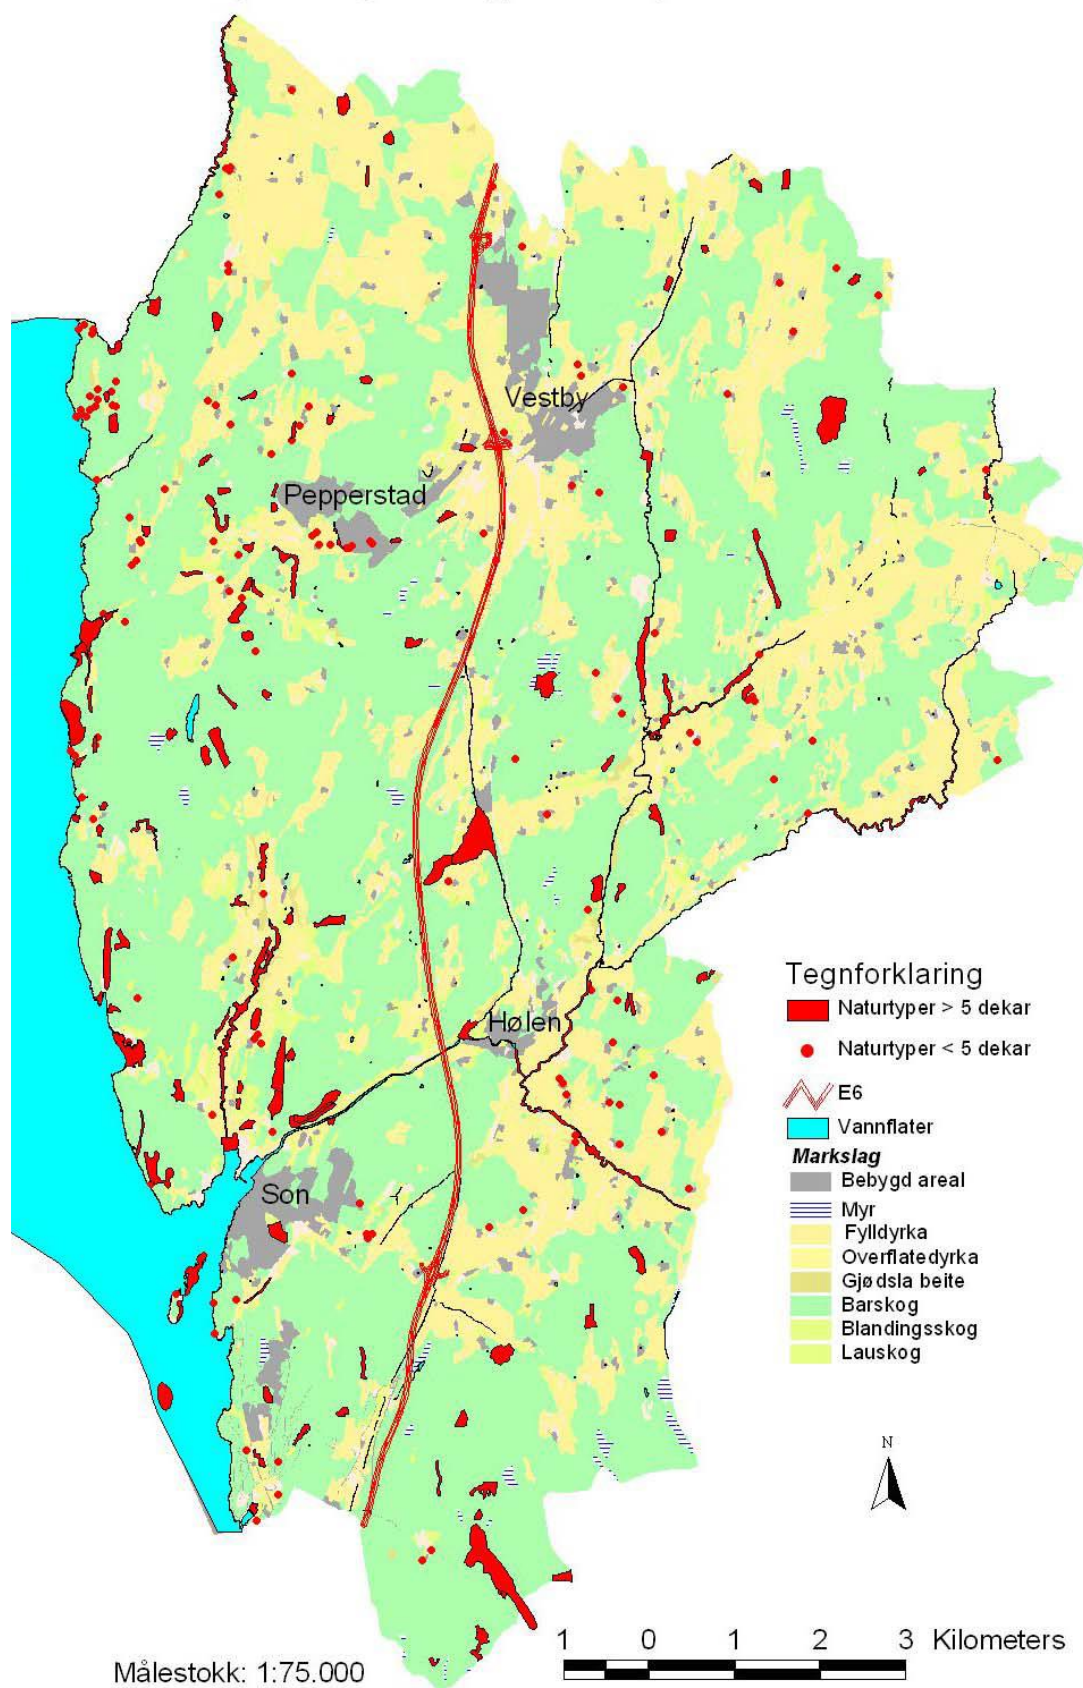 Vestby
Pepperstad
Hølen
Son
Tegnforklaring
Naturtyper > 5 dekar
Naturtyper < 5 dekar
E6
Vannflater
Markslag
Bebygd areal
Myr
Fylldyrka
Overflatedyrka
Gjødsla beite
Barskog
Blandingsskog
Lauskog
N
1 0 1 2 3 Kilometers
Målestokk: 1:75.000